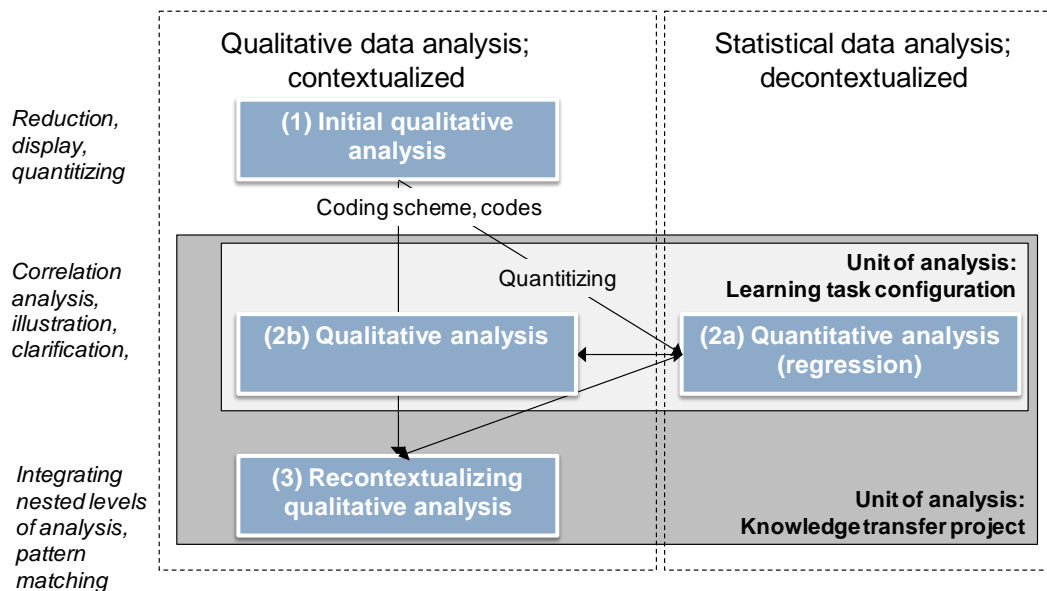 Qualitative data analysis;
contextualized
Statistical data analysis;
decontextualized
Reduction,
display,
quantitizing
(1) Initial qualitative
analysis
Coding scheme, codes
Correlation
analysis,
illustration,
clarification,
Quantitizing
Unit of analysis:
Learning task configuration
(2b) Qualitative analysis
(2a) Quantitative analysis
(regression)
Integrating
nested levels
of analysis,
pattern
matching
(3) Recontextualizing
qualitative analysis
Unit of analysis:
Knowledge transfer project